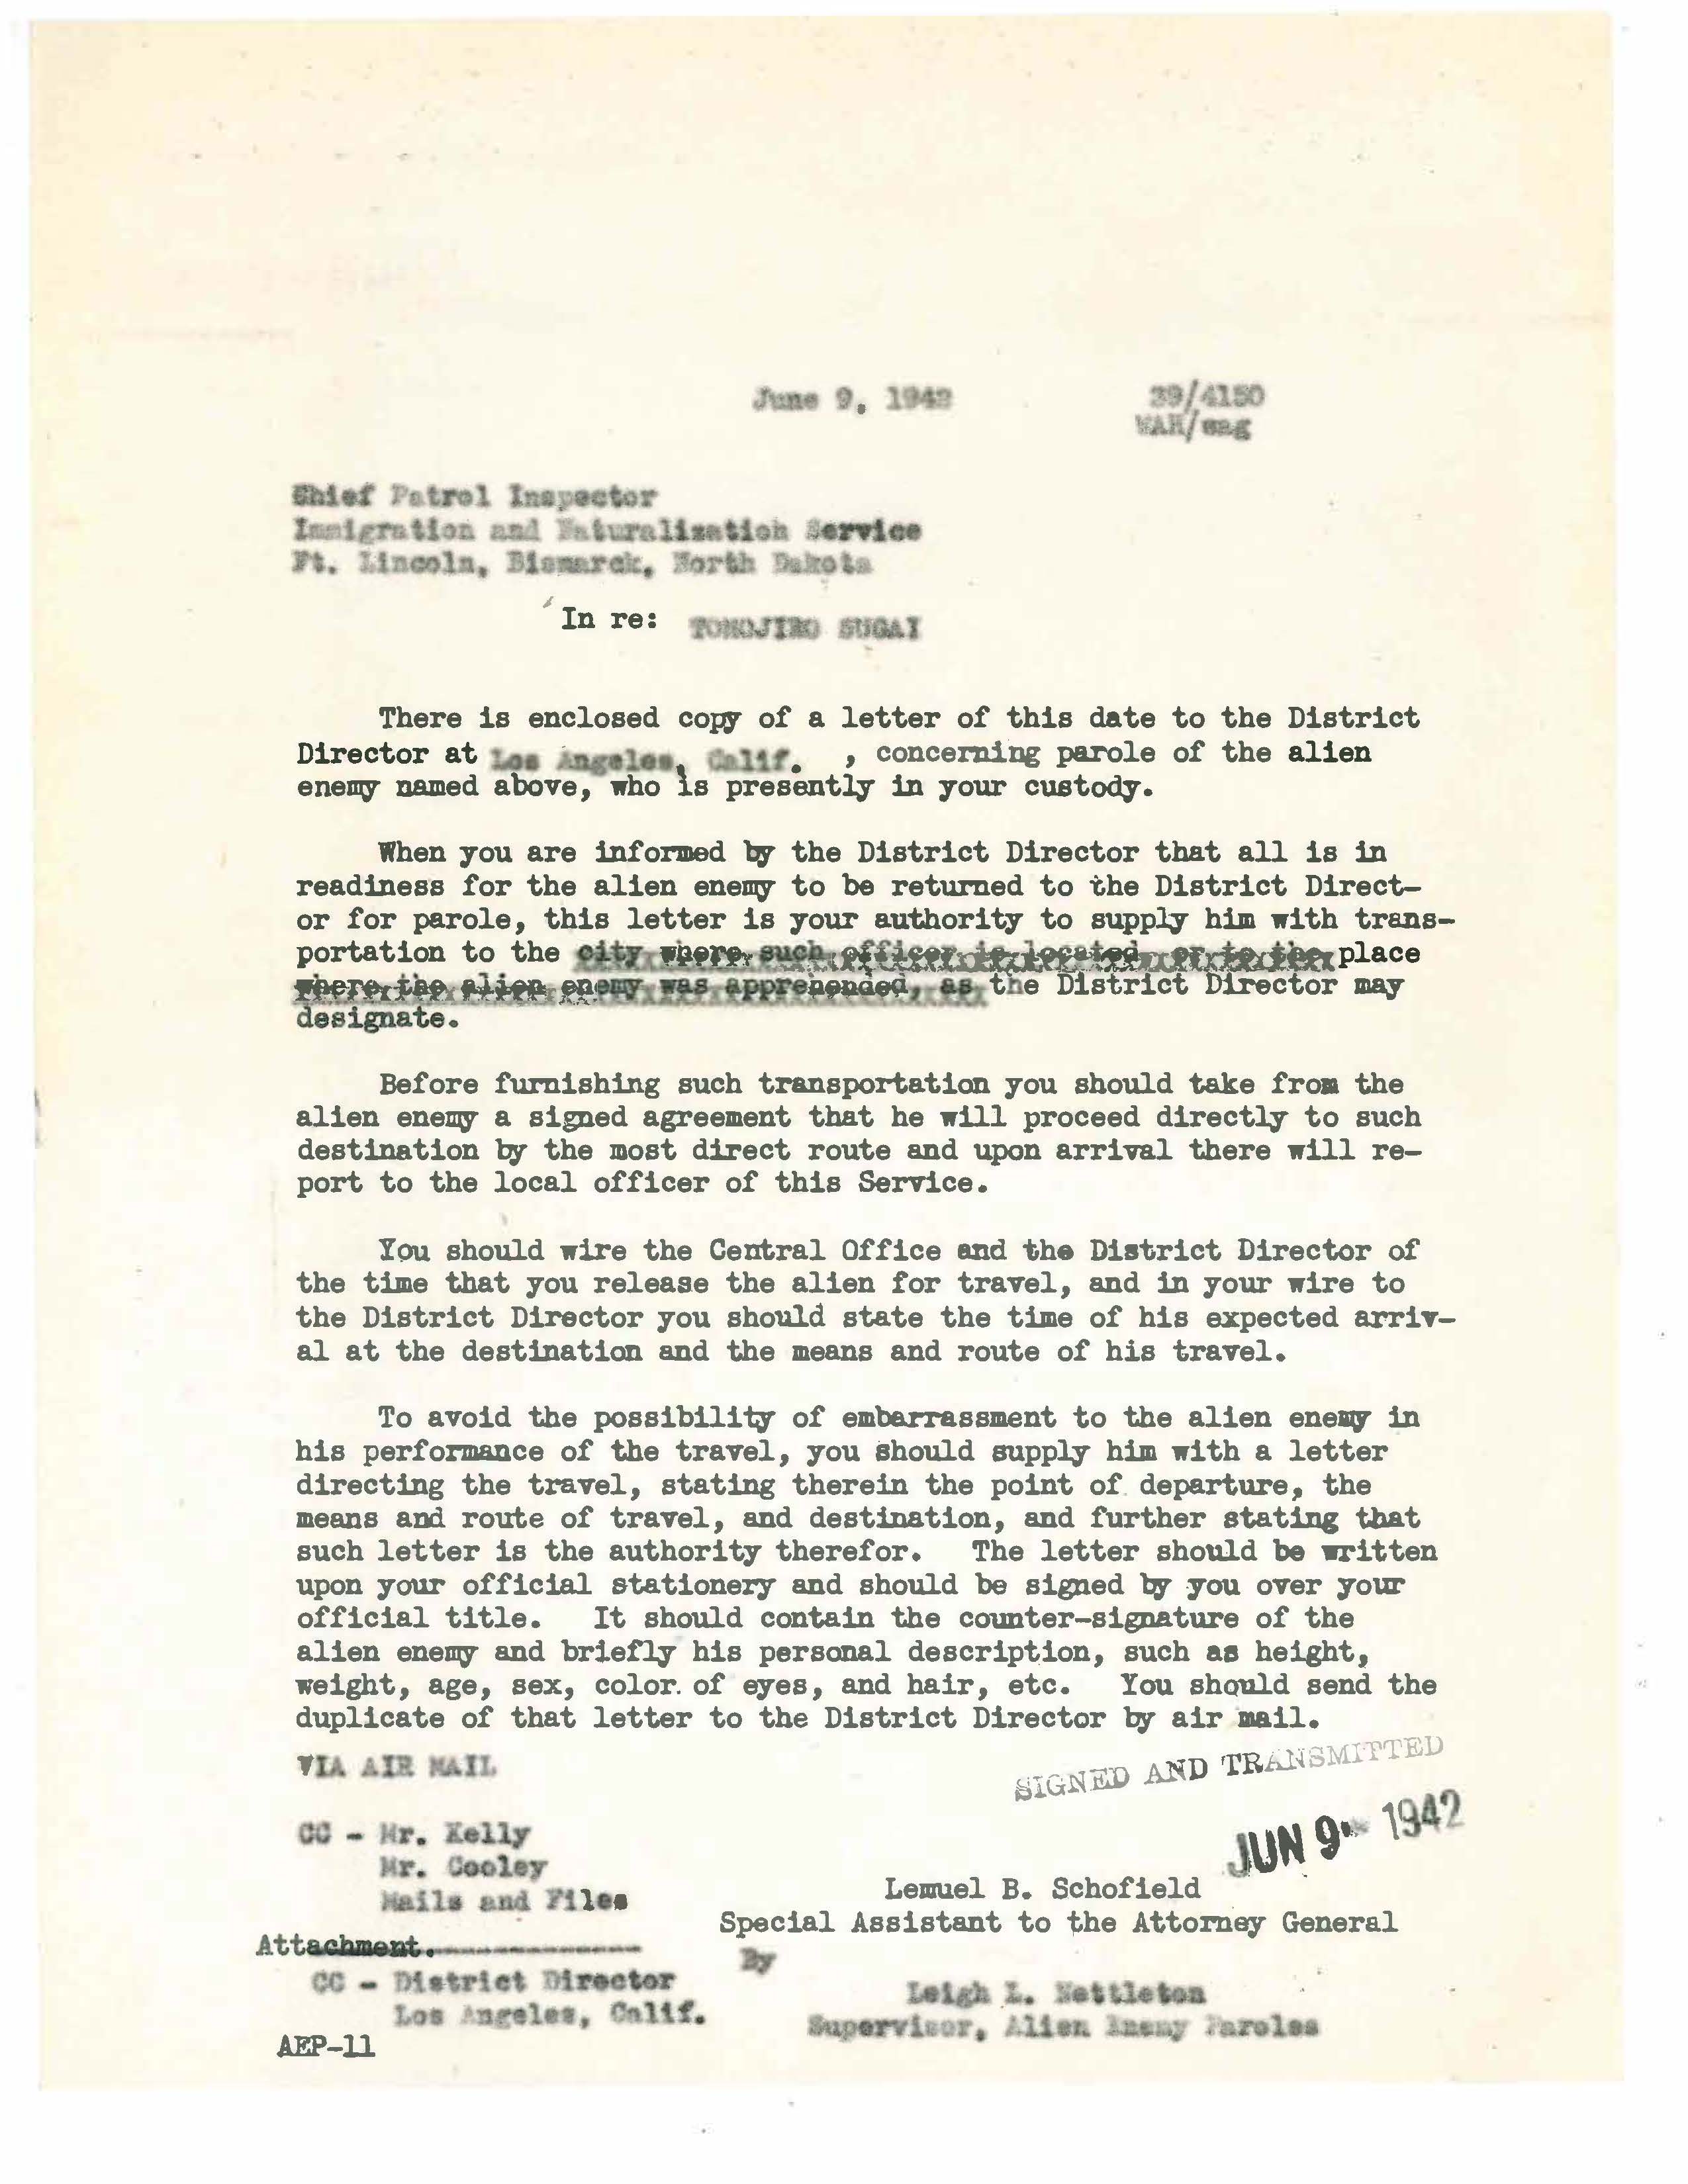 June 9, 1942 39/4150
WAH/wag
Chief Patrol Inspector
Immigration and Naturalization Service
Ft. Lincoln, Bismarck, North Dakota
In re: TOMOJIRO SUGAI
There is enclosed copy of a letter of this date to the District
Director at Los Angeles, Calif. , concerning parole of the alien
enemy named above, who is presently in your custody.
When you are informed by the District Director that all is in
readiness for the alien enemy to be returned to the District Direct-
or for parole, this letter is your authority to supply him with trans-
portation to the city where such officer is located, or to the place
where the alien enemy was apprehended, as the District Director may
designate.
Before furnishing such transportation you should take from the
alien enemy a signed agreement that he will proceed directly to such
destination by the most direct route and upon arrival there will re-
port to the local officer of this Service.
You should wire the Central Office and the District Director of
the time that you release the alien for travel, and in your wire to
the District Director you should state the time of his expected arriv-
al at the destination and the means and route of his travel.
To avoid the possibility of embarrassment to the alien enemy in
his performance of the travel, you should supply him with a letter
directing the travel, stating therein the point of departure, the
means and route of travel, and destination, and further stating that
such letter is the authority therefor. The letter should be written
upon your official stationery and should be signed by you over your
official title. It should contain the counter-signature of the
alien enemy and briefly his personal description, such as height,
weight, age, sex, color of eyes, and hair, etc. You should send the
duplicate of that letter to the District Director by air mail.
VIA AIR MAIL
SIGNED AND TRANSMITTED
JUN 9 1942
CC - Mr. Kelly
Mr. Cooley
Mails and Files
Lemuel B. Schofield
Special Assistant to the Attorney General
Attachment.
By
CC - District Director
Los Angeles, Calif.
Leigh L. Nettleton
Supervisor, Alien Enemy Paroles
AEP-11